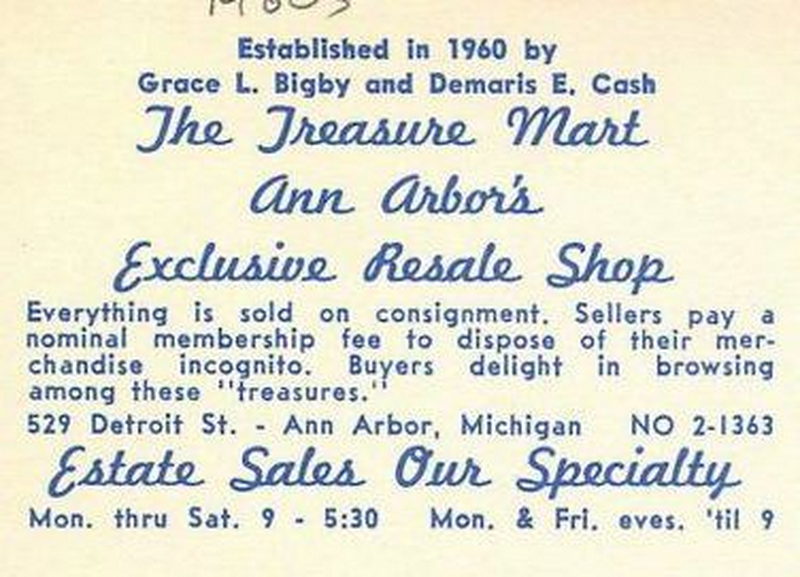 Established in 1960 by
Grace L. Bigby and Demaris E. Cash
The Treasure Mart
Ann Arbor's
Exclusive Resale Shop
Everything is sold on consignment. Sellers pay a
nominal membership fee to dispose of their mer-
chandise incognito. Buyers delight in browsing
among these "treasures."
529 Detroit St. - Ann Arbor, Michigan NO 2-1363
Estate Sales Our Specialty
Mon. thru Sat. 9 - 5:30 Mon. & Fri. eves. 'til 9